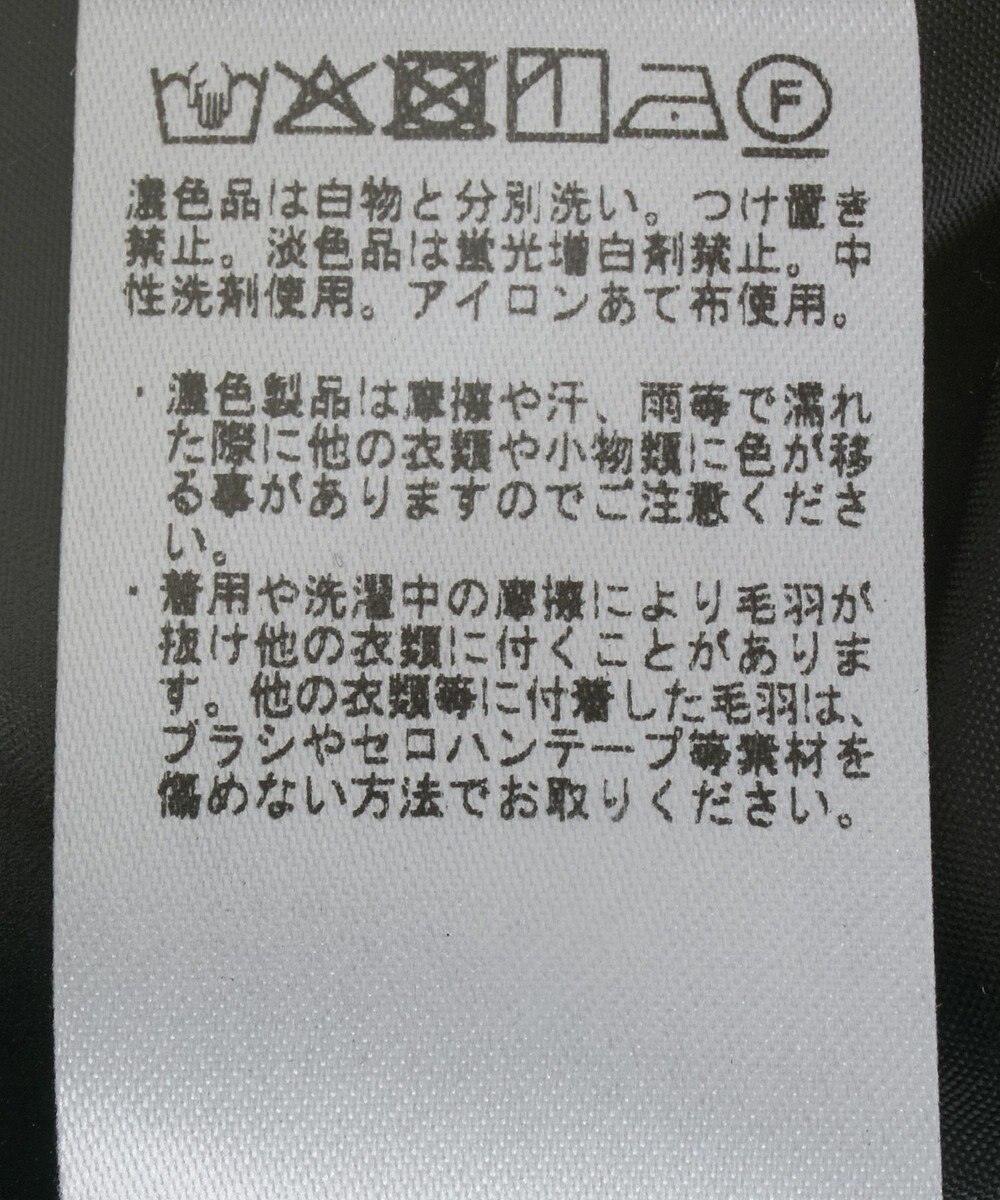 F
濃色品は白物と分別洗い。つけ置き
禁止。淡色品は蛍光増白剤禁止。中
性洗剤使用。アイロンあて布使用。
・濃色製品は摩擦や汗、雨等で濡れ
た際に他の衣類や小物類に色が移
る事がありますのでご注意くださ
い。
・着用や洗濯中の摩擦により毛羽が
抜け他の衣類に付くことがありま
す。他の衣類等に付着した毛羽は、
ブラシやセロハンテープ等素材を
傷めない方法でお取りください。